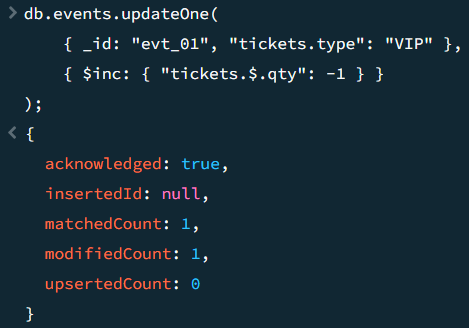 > db.events.updateOne(
    { _id: "evt_01", "tickets.type": "VIP" },
    { $inc: { "tickets.$.qty": -1 } }
);
< {
  acknowledged: true,
  insertedId: null,
  matchedCount: 1,
  modifiedCount: 1,
  upsertedCount: 0
}